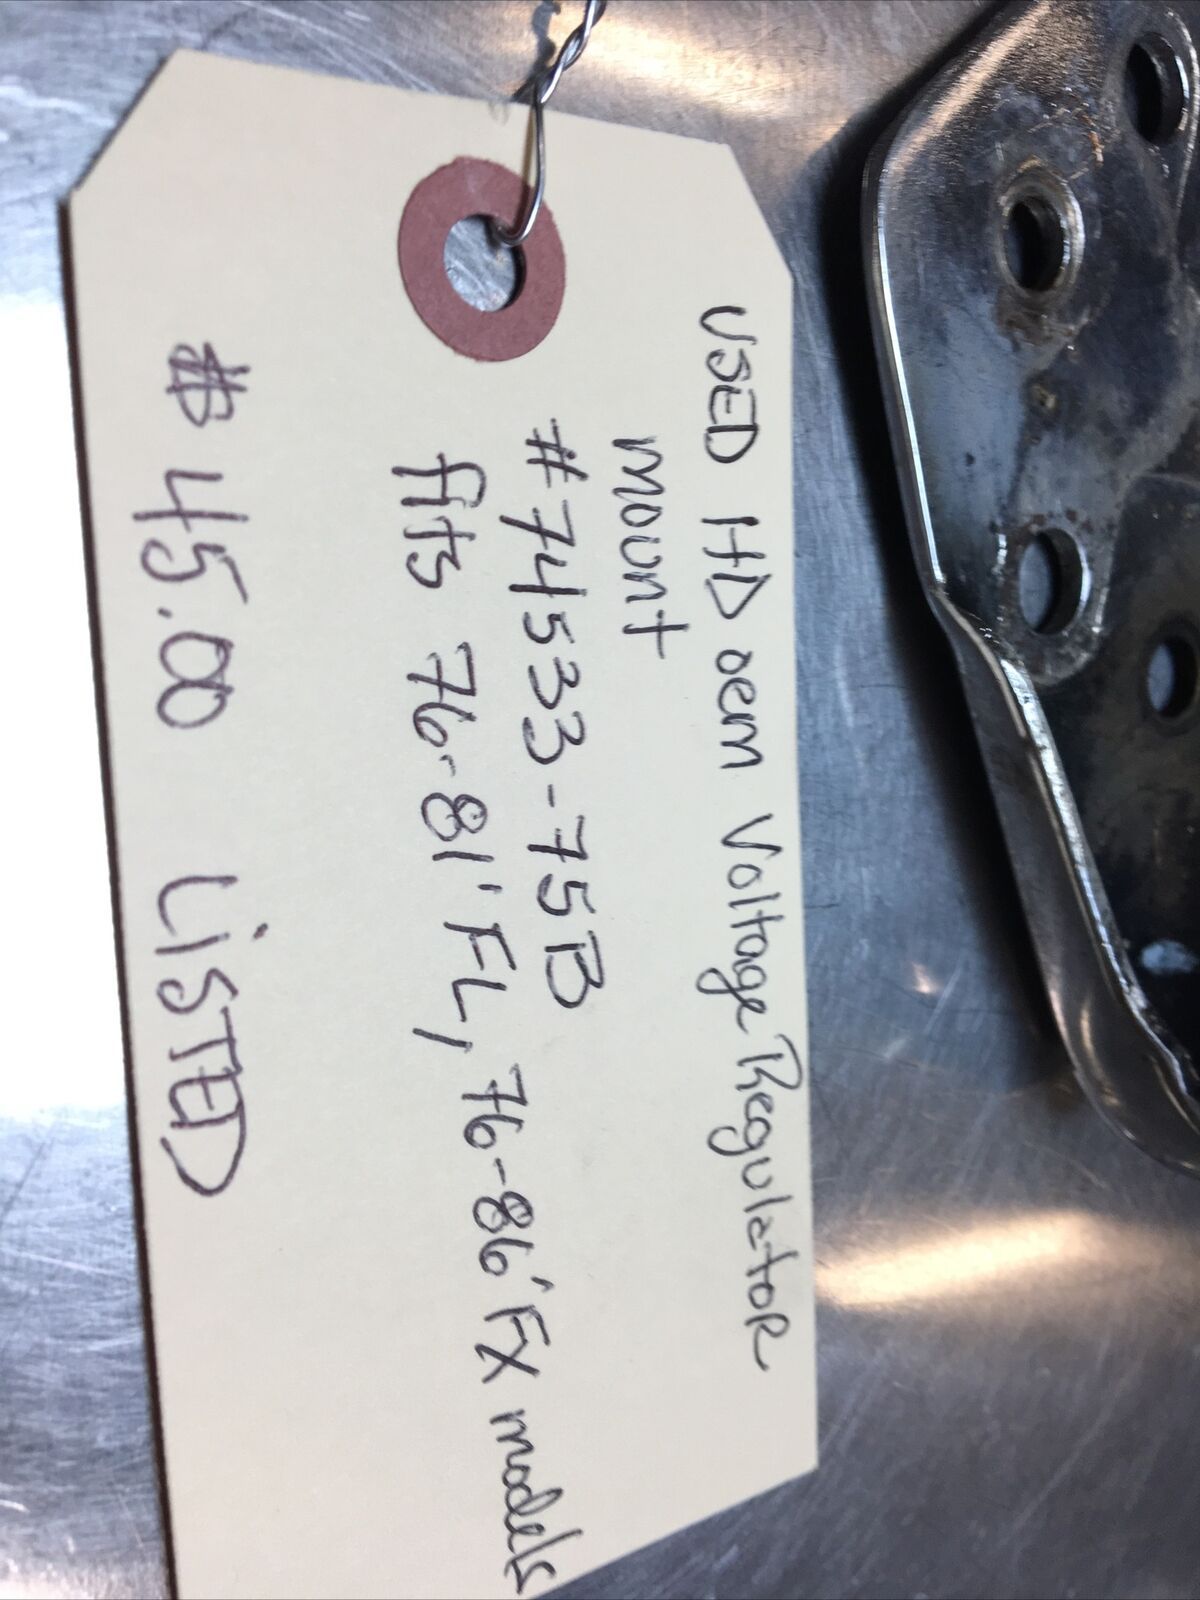 USED HD oem Voltage Regulator
mount
#74533-75B
fits 76-81' FL, 76-86' FX models
$45.00 LiSTED